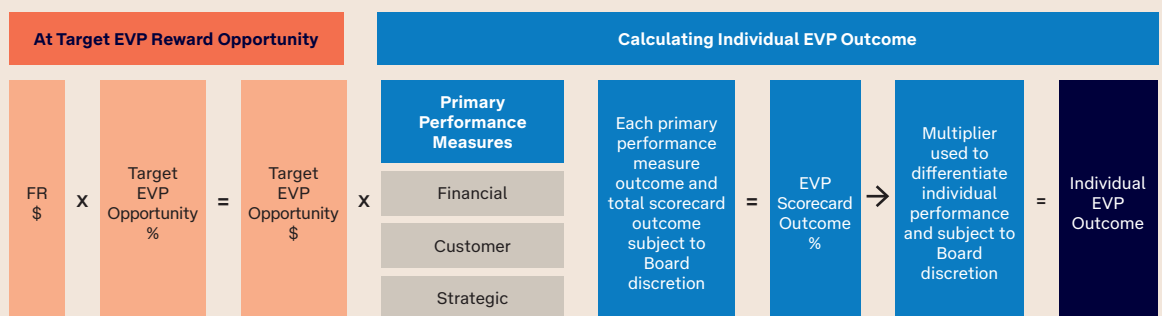 At Target EVP Reward Opportunity
Calculating Individual EVP Outcome
FR
$
X
Target
EVP
Opportunity
%
=
Target
EVP
Opportunity
$
X
Primary
Performance
Measures
Financial
Customer
Strategic
Each primary
performance
measure
outcome and
total scorecard
outcome
subject to
Board
discretion
=
EVP
Scorecard
Outcome
%
→
Multiplier
used to
differentiate
individual
performance
and subject to
Board
discretion
=
Individual
EVP
Outcome